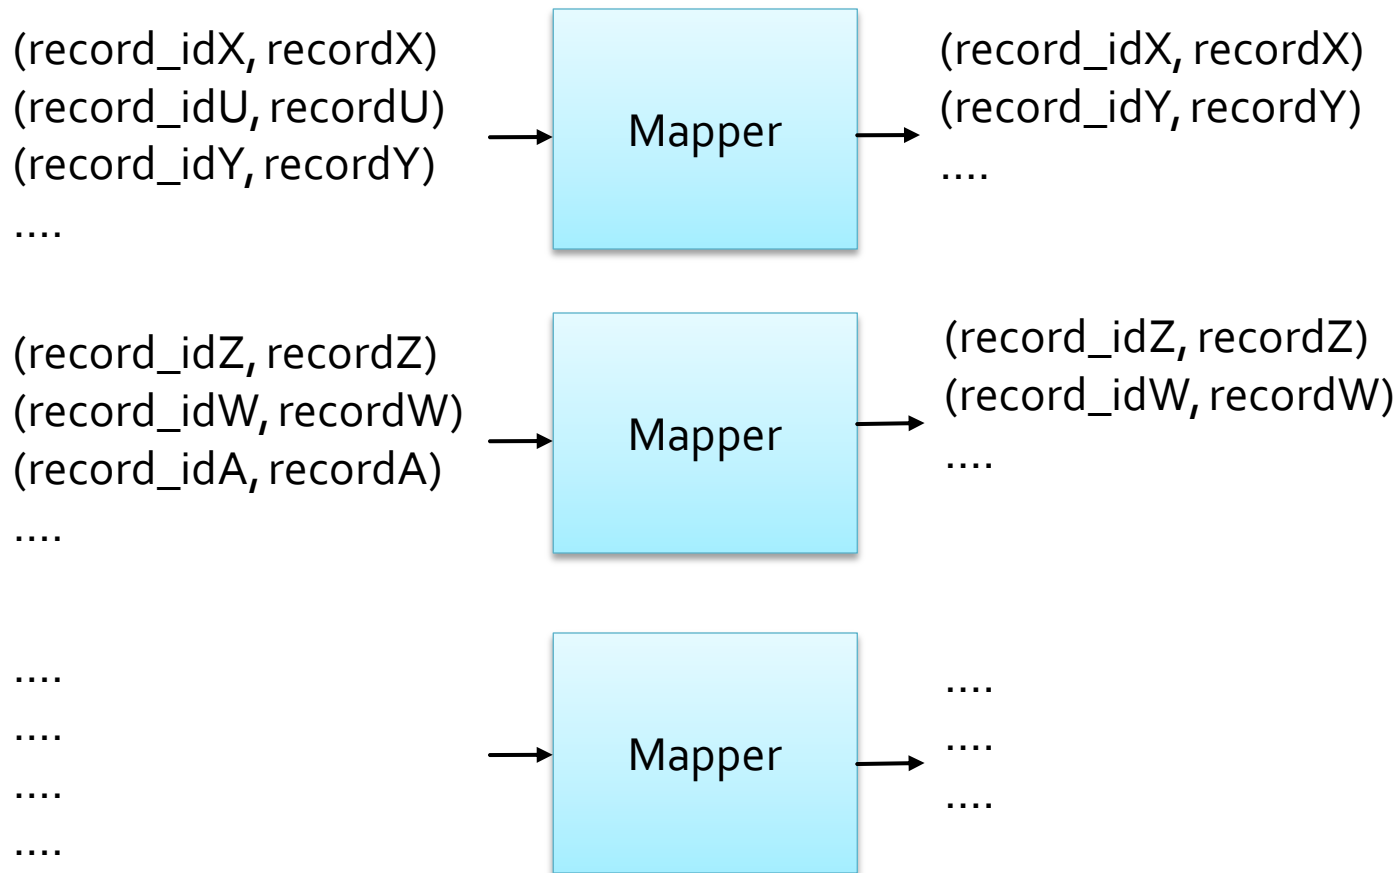 (record_idX, recordX)
(record_idU, recordU)
(record_idY, recordY)
....
Mapper
(record_idX, recordX)
(record_idY, recordY)
....
(record_idZ, recordZ)
(record_idW, recordW)
(record_idA, recordA)
....
Mapper
(record_idZ, recordZ)
(record_idW, recordW)
....
....
....
....
....
Mapper
....
....
....